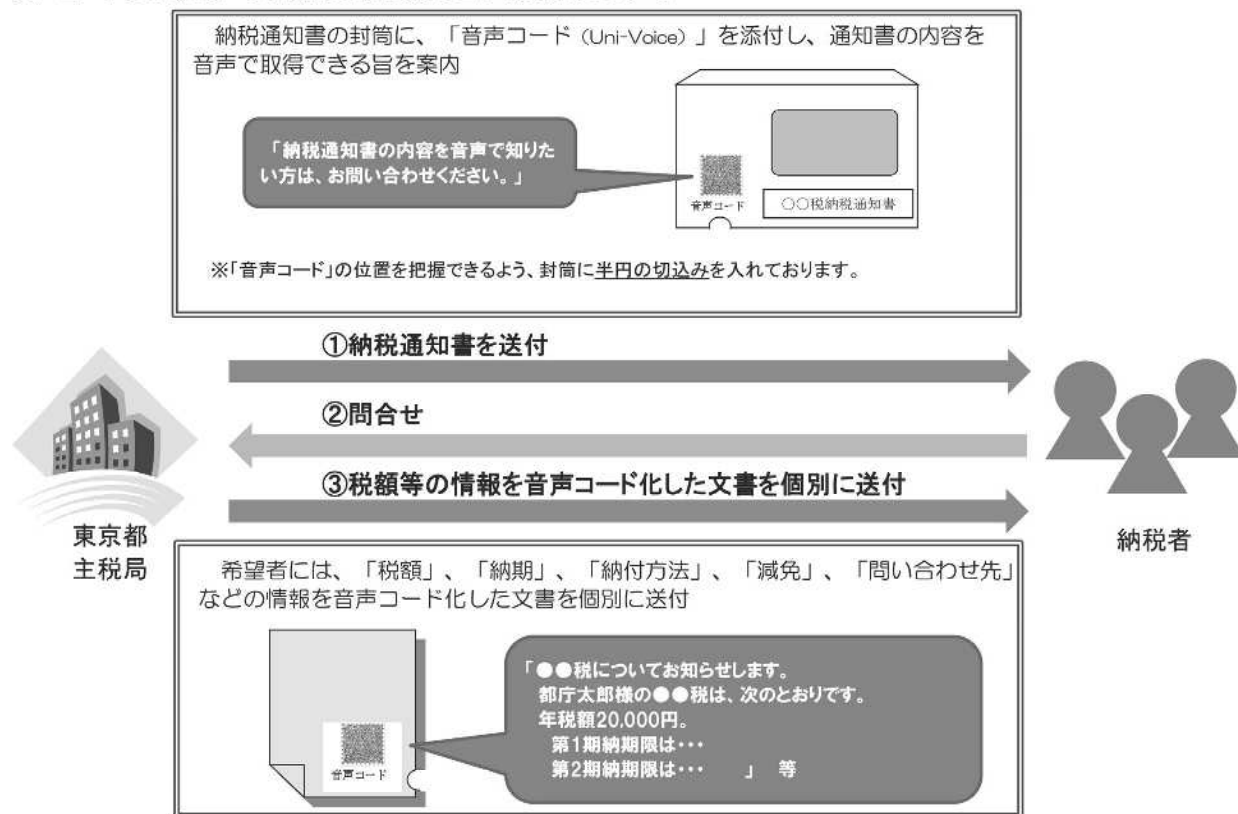 納税通知書の封筒に、「音声コード（Uni-Voice）」を添付し、通知書の内容を
音声で取得できる旨を案内
「納税通知書の内容を音声で知りた
い方は、お問い合わせください。」
音声コード
○○税納税通知書
※「音声コード」の位置を把握できるよう、封筒に半円の切込みを入れております。
①納税通知書を送付
②問合せ
③税額等の情報を音声コード化した文書を個別に送付
東京都
主税局
納税者
希望者には、「税額」、「納期」、「納付方法」、「減免」、「問い合わせ先」
などの情報を音声コード化した文書を個別に送付
「●●税についてお知らせします。
都庁太郎様の●●税は、次のとおりです。
年税額20,000円。
第1期納期限は・・・
第2期納期限は・・・　」　等
音声コード